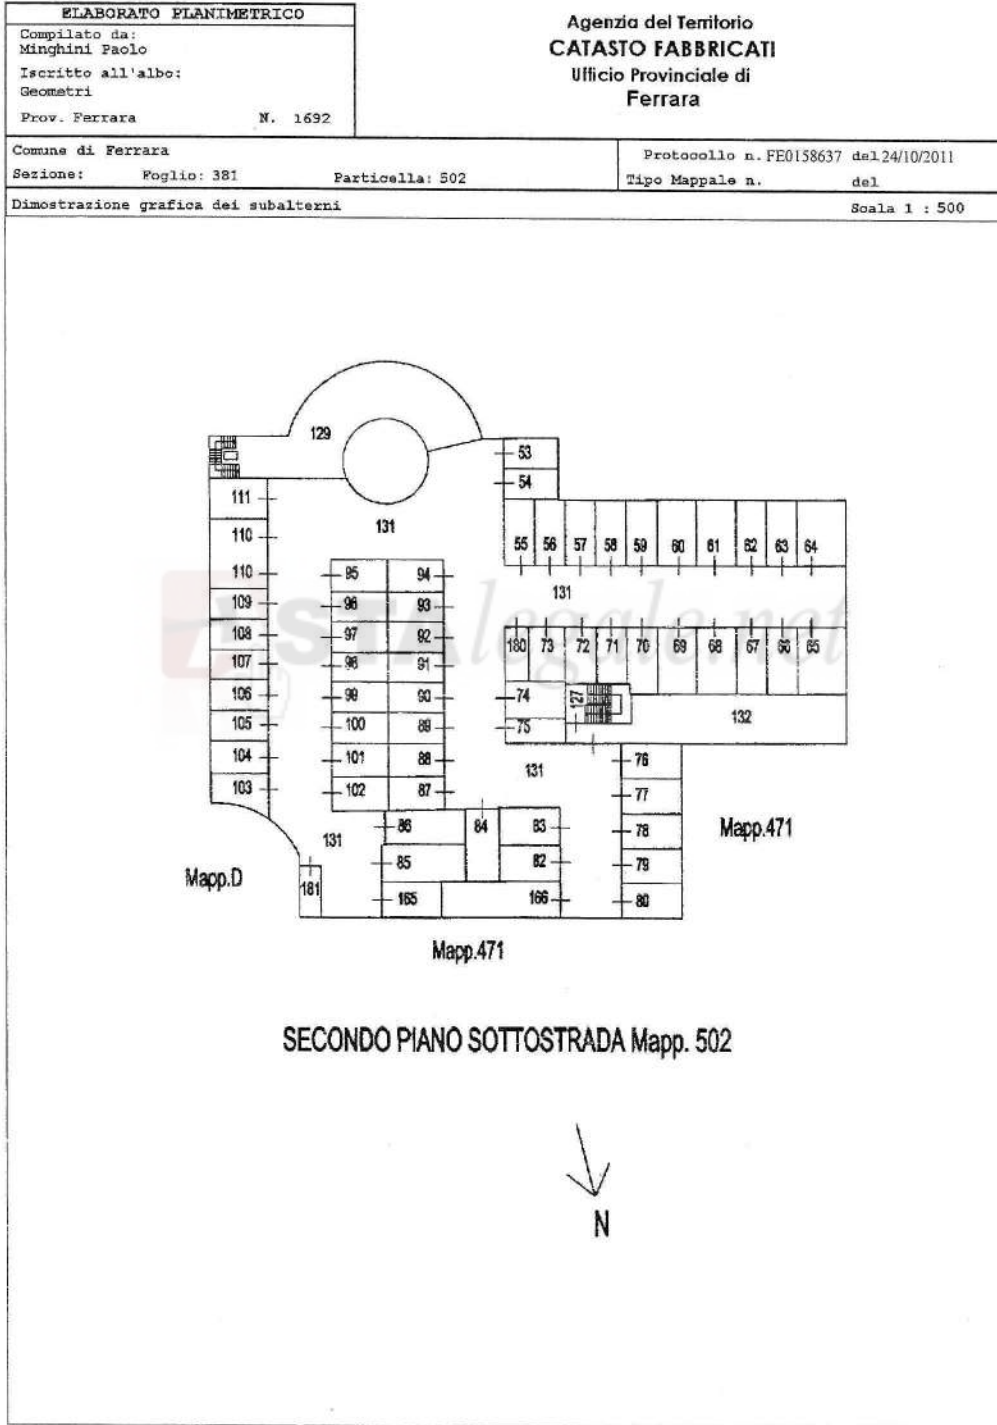 ELABORATO PLANIMETRICO
Compilato da:
Minghini Paolo
Iscritto all'albo:
Geometri
Prov. Ferrara N. 1692
Agenzia del Territorio
CATASTO FABBRICATI
Ufficio Provinciale di
Ferrara
Comune di Ferrara
Sezione: Foglio: 381 Particella: 502
Protocollo n. FE0158637 del 24/10/2011
Tipo Mappale n. del
Dimostrazione grafica dei subalterni Scala 1 : 500
129
53
54
111
131
110
55 56 57 58 59 60 61 62 63 64
110
95 94
131
109
96 93
108
97 92
180 73 72 71 70 69 68 67 66 65
107
98 91
106
99 90
74
127
105
100 89
75
132
104
101 88
131
76
103
102 87
77
131
86 84 83
78
Mapp.471
85 82
79
Mapp.D
181
165 166
80
Mapp.471
ASTAlegale.net
SECONDO PIANO SOTTOSTRADA Mapp. 502
N